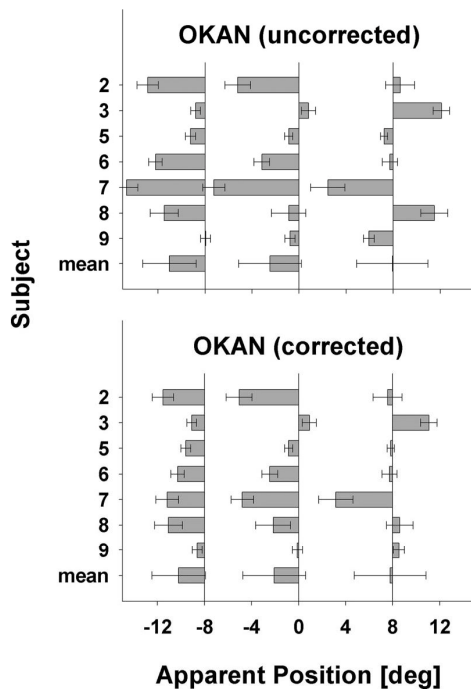 OKAN (uncorrected)
2
3
5
6
7
8
9
mean
Subject
OKAN (corrected)
2
3
5
6
7
8
9
mean
-12 -8 -4 0 4 8 12
Apparent Position [deg]